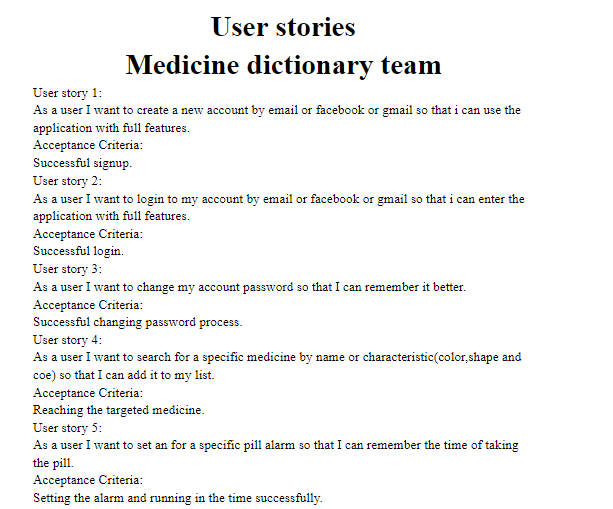 User stories
Medicine dictionary team
User story 1:
As a user I want to create a new account by email or facebook or gmail so that i can use the
application with full features.
Acceptance Criteria:
Successful signup.
User story 2:
As a user I want to login to my account by email or facebook or gmail so that i can enter the
application with full features.
Acceptance Criteria:
Successful login.
User story 3:
As a user I want to change my account password so that I can remember it better.
Acceptance Criteria:
Successful changing password process.
User story 4:
As a user I want to search for a specific medicine by name or characteristic(color,shape and
coe) so that I can add it to my list.
Acceptance Criteria:
Reaching the targeted medicine.
User story 5:
As a user I want to set an for a specific pill alarm so that I can remember the time of taking
the pill.
Acceptance Criteria:
Setting the alarm and running in the time successfully.